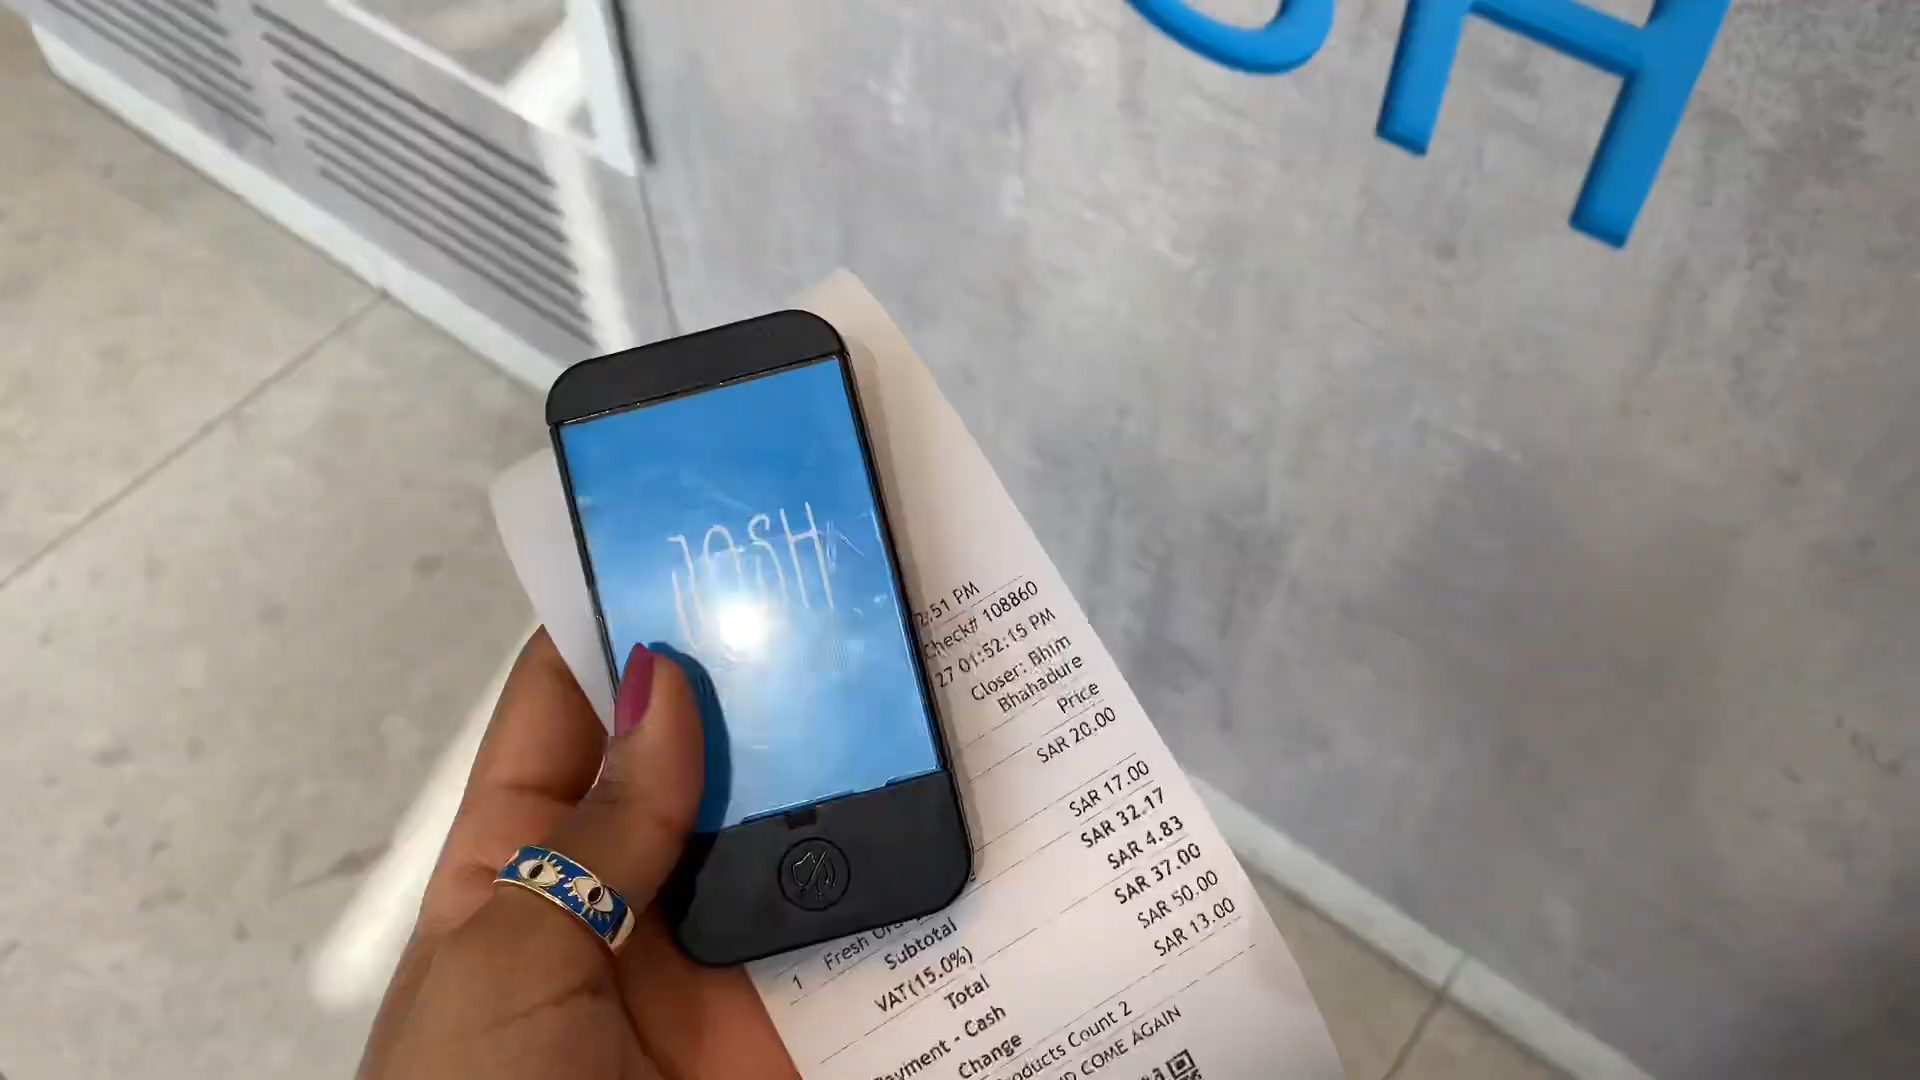 SH
JOSH
2:51 PM
Check# 108860
27 01:52:15 PM
Closer: Bhim
Bhahadure
Price
SAR 20.00
1 Fresh SAR 17.00
Subtotal SAR 32.17
VAT(15.0%) SAR 4.83
Total SAR 37.00
Payment - Cash SAR 50.00
Change SAR 13.00
Products Count 2
COME AGAIN